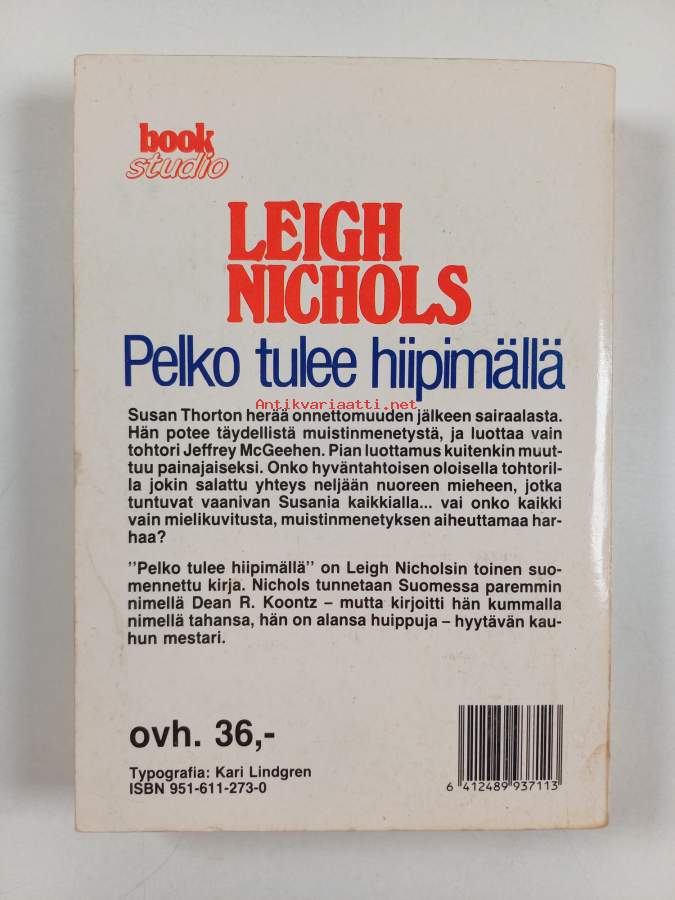 book
studio
LEIGH
NICHOLS
Pelko tulee hiipimällä
Antikvariaatti.net
Susan Thorton herää onnettomuuden jälkeen sairaalasta.
Hän potee täydellistä muistinmenetystä, ja luottaa vain
tohtori Jeffrey McGeehen. Pian luottamus kuitenkin muut-
tuu painajaiseksi. Onko hyväntahtoisen oloisella tohtoril-
la jokin salattu yhteys neljään nuoreen mieheen, jotka
tuntuvat vaanivan Susania kaikkialla... vai onko kaikki
vain mielikuvitusta, muistinmenetyksen aiheuttamaa har-
haa?
"Pelko tulee hiipimällä" on Leigh Nicholsin toinen suo-
mennettu kirja. Nichols tunnetaan Suomessa paremmin
nimellä Dean R. Koontz – mutta kirjoitti hän kummalla
nimellä tahansa, hän on alansa huippuja – hyytävän kau-
hun mestari.
ovh. 36,-
Typografia: Kari Lindgren
ISBN 951-611-273-0
6 412489 937113